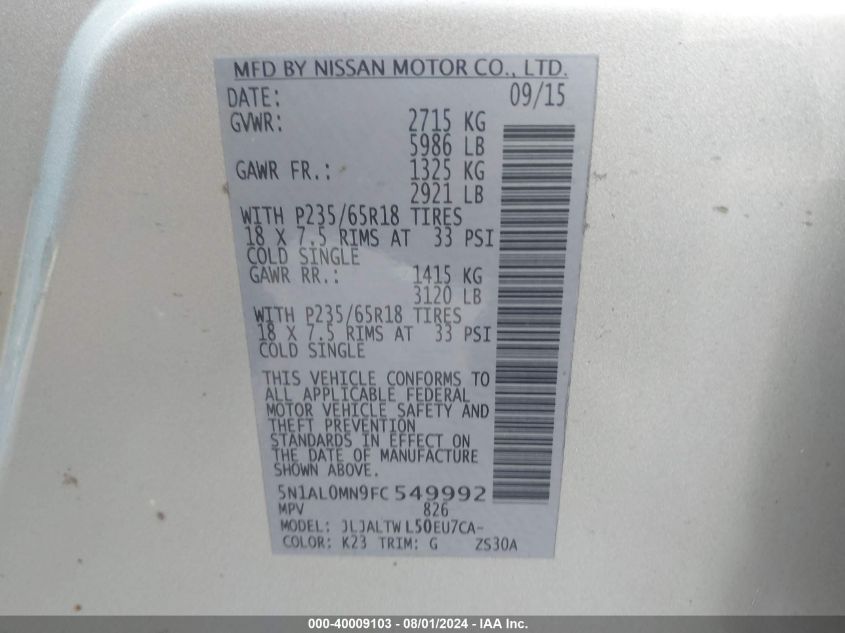 MFD BY NISSAN MOTOR CO., LTD.
DATE: 09/15
GVWR: 2715 KG
5986 LB
GAWR FR.: 1325 KG
2921 LB
WITH P235/65R18 TIRES
18 X 7.5 RIMS AT 33 PSI
COLD SINGLE
GAWR RR.: 1415 KG
3120 LB
WITH P235/65R18 TIRES
18 X 7.5 RIMS AT 33 PSI
COLD SINGLE
THIS VEHICLE CONFORMS TO
ALL APPLICABLE FEDERAL
MOTOR VEHICLE SAFETY AND
THEFT PREVENTION
STANDARDS IN EFFECT ON
THE DATE OF MANUFACTURE
SHOWN ABOVE.
5N1AL0MN9FC549992
MPV 826
MODEL: JLJALTWL50EU7CA-
COLOR: K23 TRIM: G ZS30A
000-40009103 - 08/01/2024 - IAA Inc.